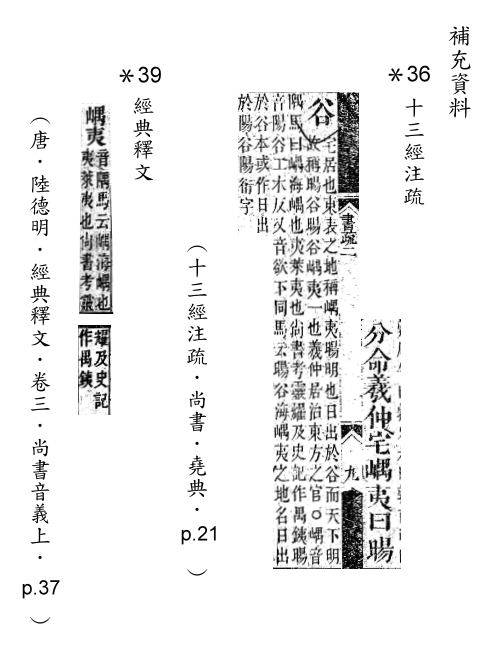 補充資料
＊36
十三經注疏
分命羲仲宅嵎夷曰暘
書疏二
九
谷
宅居也東表之地稱嵎夷暘明也日出於谷而天下明
故稱暘谷暘谷嵎夷一也羲仲居治東方之官○嵎音
隅馬曰嵎海嵎也夷萊夷也尚書考靈耀及史記作禺銕暘
音陽谷工木反又音欲下同馬云暘谷海嵎夷之地名日出
於谷本或作日出
於陽谷陽衍字
（十三經注疏．尚書．堯典．p.21）
＊39
經典釋文
嵎夷
音隅馬云嵎海嵎也
夷萊夷也尚書考靈
耀及史記
作禺銕
（唐．陸德明．經典釋文．卷三．尚書音義上．p.37）